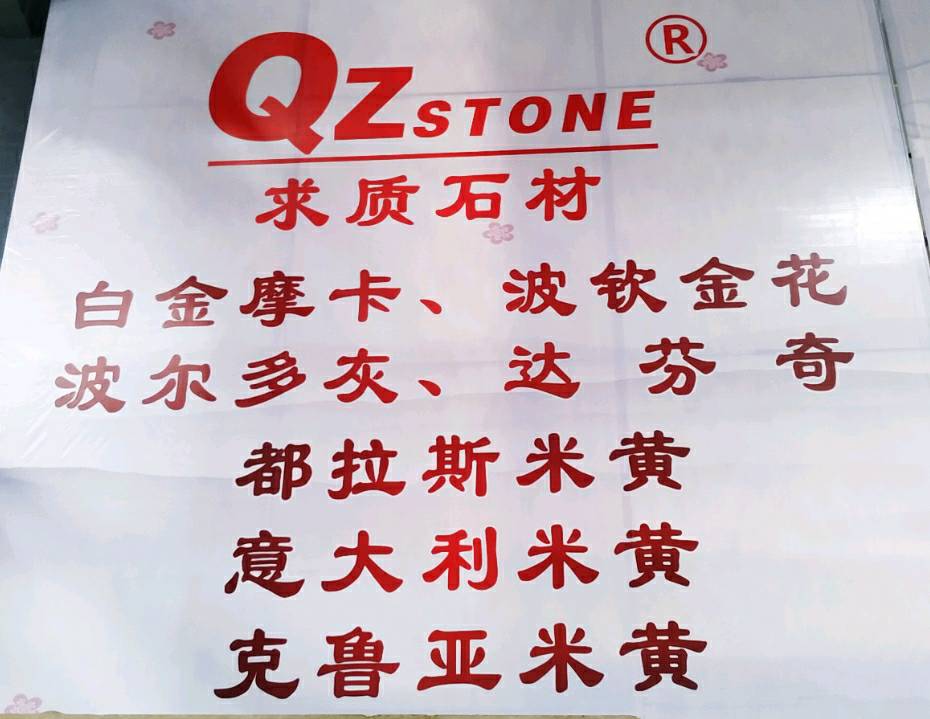 QZSTONE ®
求质石材
白金摩卡、波钦金花
波尔多灰、达芬奇
都拉斯米黄
意大利米黄
克鲁亚米黄